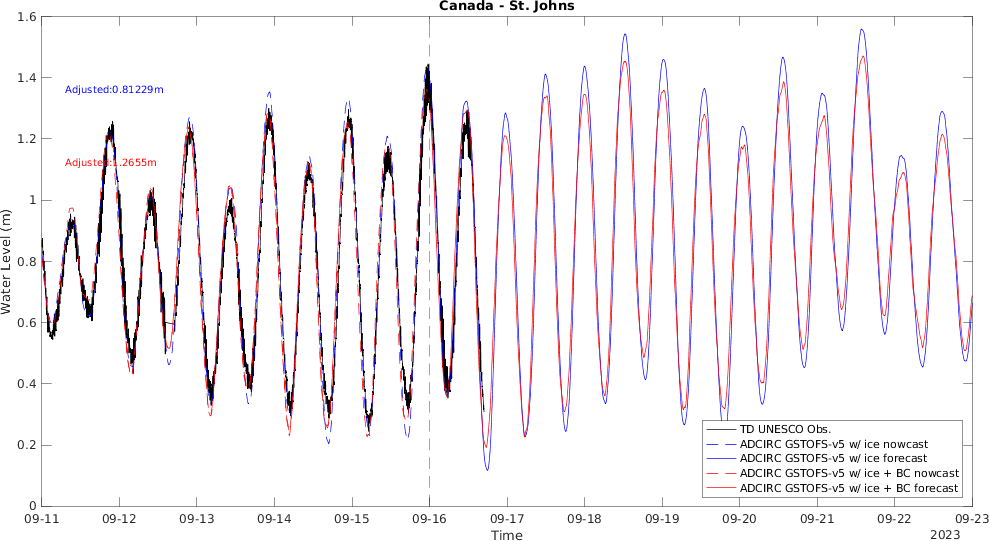 Canada - St. Johns
1.6
1.4
1.2
1
0.8
0.6
0.4
0.2
0
Water Level (m)
Adjusted:0.81229m
Adjusted:1.2655m
TD UNESCO Obs.
ADCIRC GSTOFS-v5 w/ ice nowcast
ADCIRC GSTOFS-v5 w/ ice forecast
ADCIRC GSTOFS-v5 w/ ice + BC nowcast
ADCIRC GSTOFS-v5 w/ ice + BC forecast
09-11 09-12 09-13 09-14 09-15 09-16 09-17 09-18 09-19 09-20 09-21 09-22 09-23
Time
2023